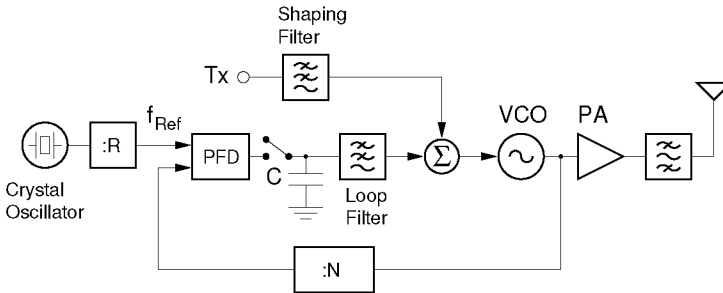 Shaping
Filter
Tx
VCO
PA
f_Ref
:R
PFD
C
Σ
Crystal
Oscillator
Loop
Filter
:N